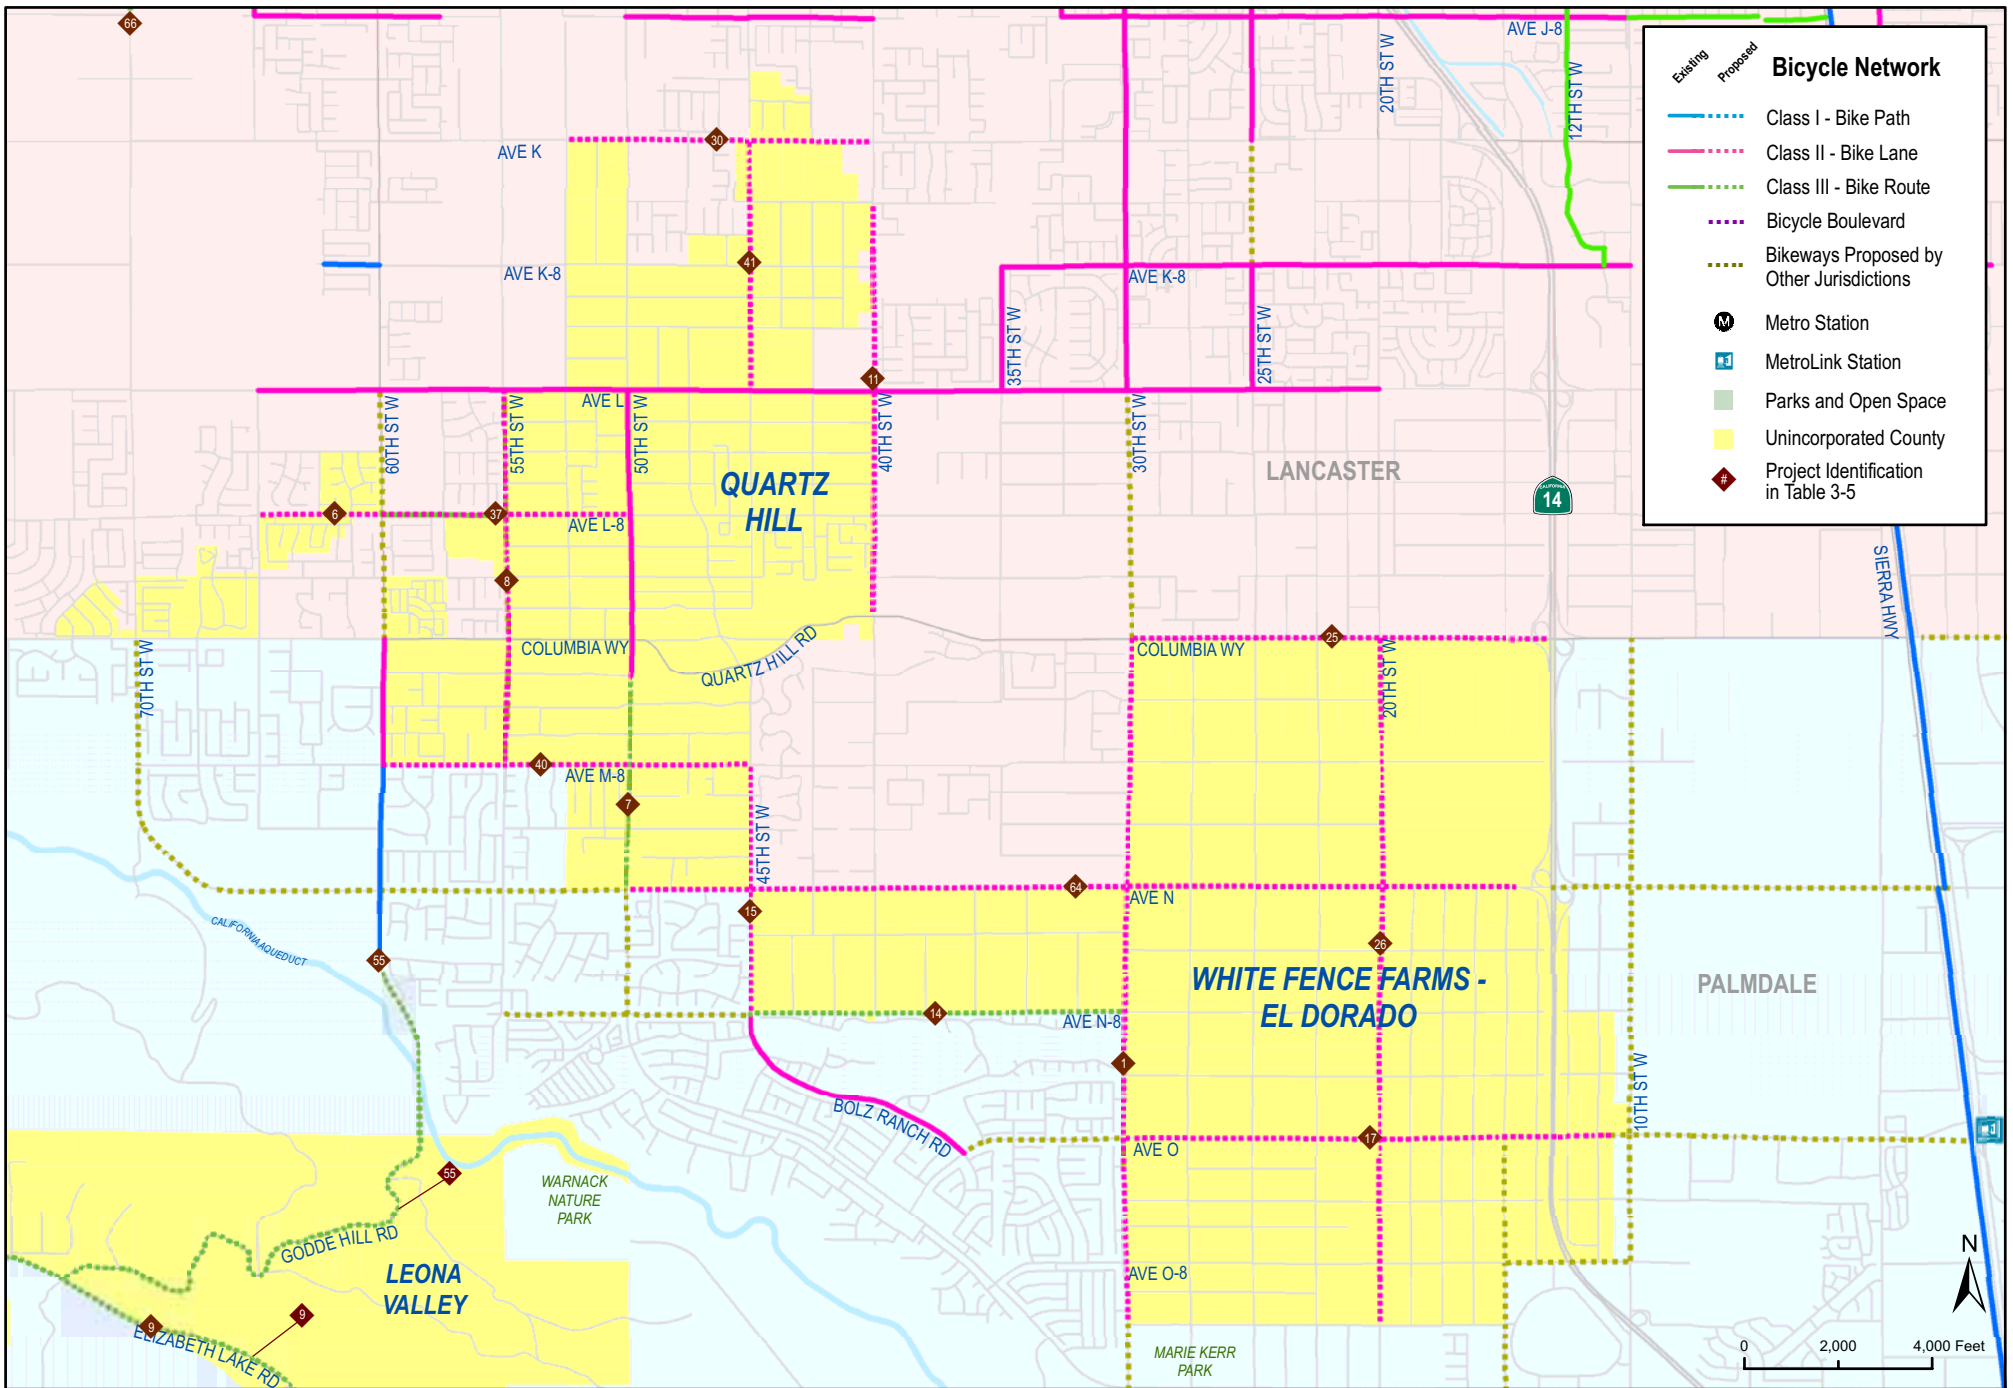 66
AVE J-8
20TH ST W
12TH ST W
Existing
Proposed
Bicycle Network
Class I - Bike Path
Class II - Bike Lane
Class III - Bike Route
Bicycle Boulevard
Bikeways Proposed by
Other Jurisdictions
M
Metro Station
MetroLink Station
Parks and Open Space
Unincorporated County
#
Project Identification
in Table 3-5
30
AVE K
41
AVE K-8
AVE K-8
35TH ST W
25TH ST W
11
AVE L
60TH ST W
55TH ST W
50TH ST W
40TH ST W
30TH ST W
QUARTZ
HILL
LANCASTER
CALIFORNIA
14
6
37
AVE L-8
8
SIERRA HWY
COLUMBIA WY
QUARTZ HILL RD
25
COLUMBIA WY
70TH ST W
20TH ST W
40
AVE M-8
7
45TH ST W
64
AVE N
15
CALIFORNIA AQUEDUCT
55
26
WHITE FENCE FARMS -
EL DORADO
PALMDALE
14
AVE N-8
1
10TH ST W
BOLZ RANCH RD
17
AVE O
55
WARNACK
NATURE
PARK
GODDE HILL RD
LEONA
VALLEY
AVE O-8
N
9
9
ELIZABETH LAKE RD
MARIE KERR
PARK
0 2,000 4,000 Feet